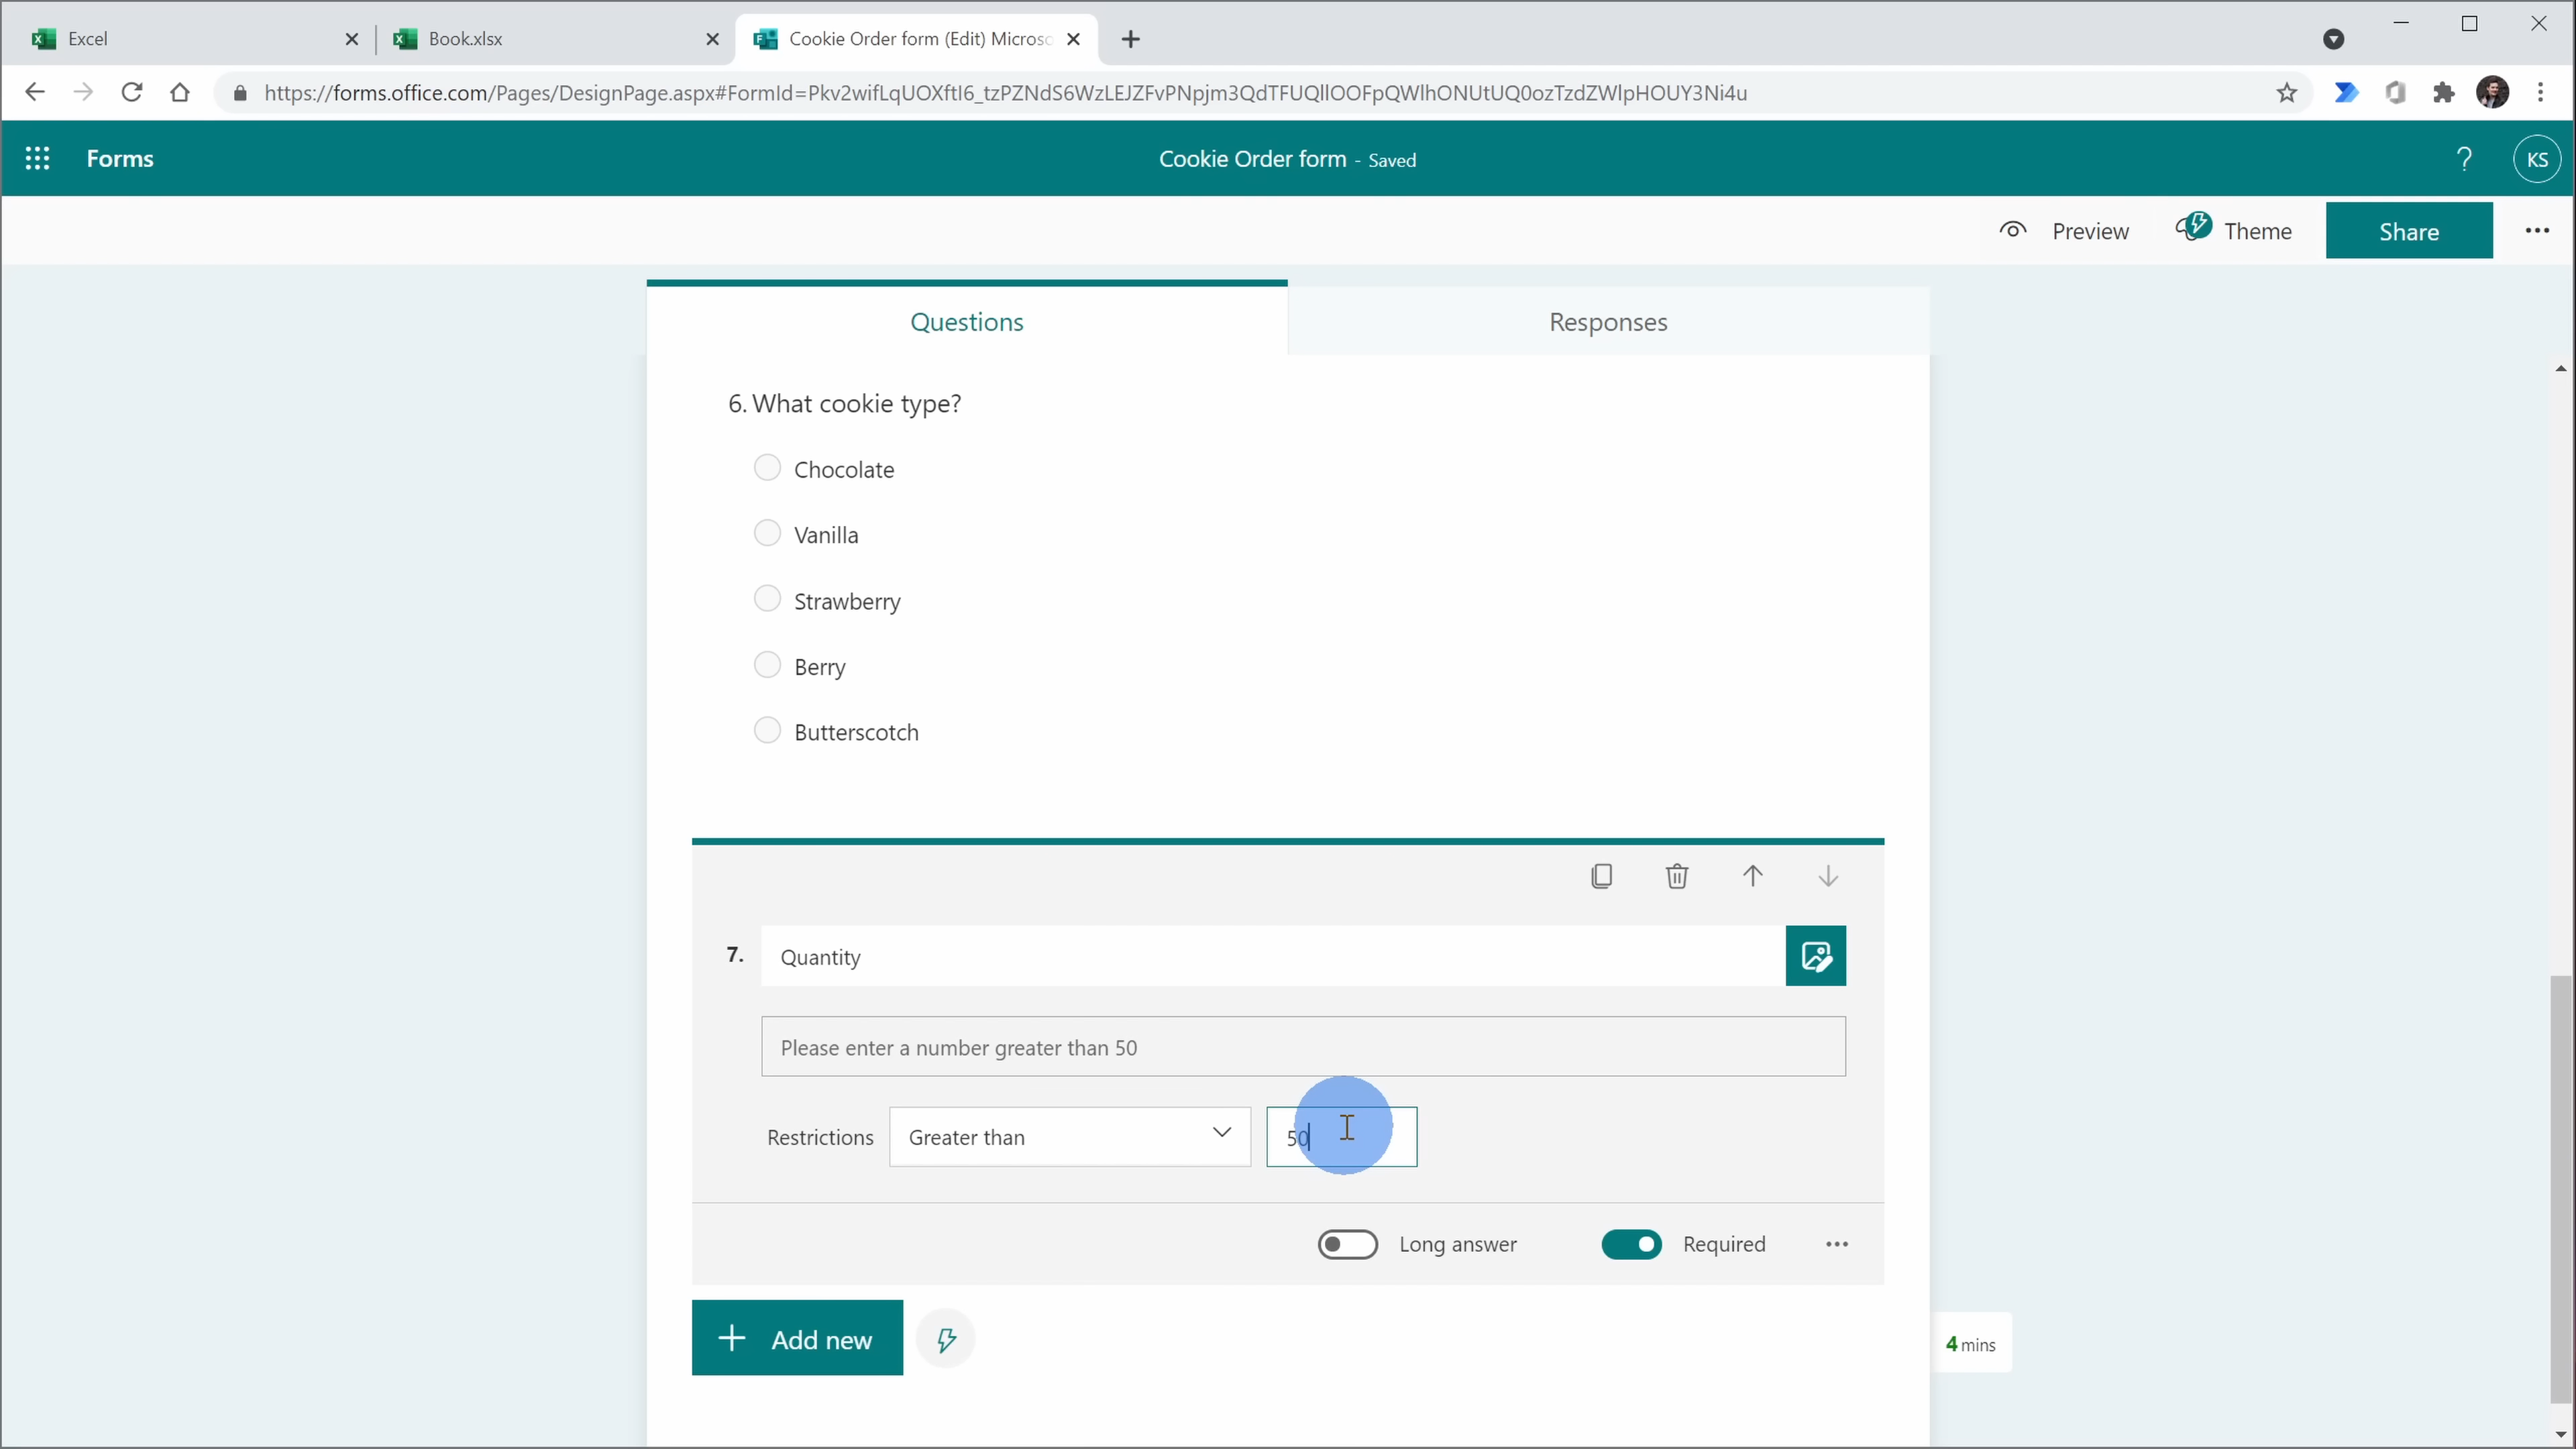 Excel
Book.xlsx
Cookie Order form (Edit) Microso
https://forms.office.com/Pages/DesignPage.aspx#FormId=Pkv2wifLqUOXftI6_tzPZNdS6WzLEJZFvPNpjm3QdTFUQllOOFpQWlhONUtUQ0ozTzdZWlpHOUY3Ni4u
Forms
Cookie Order form - Saved
?
KS
Preview
Theme
Share
Questions
Responses
6. What cookie type?
Chocolate
Vanilla
Strawberry
Berry
Butterscotch
7. Quantity
Please enter a number greater than 50
Restrictions Greater than 50
Long answer
Required
Add new
4 mins